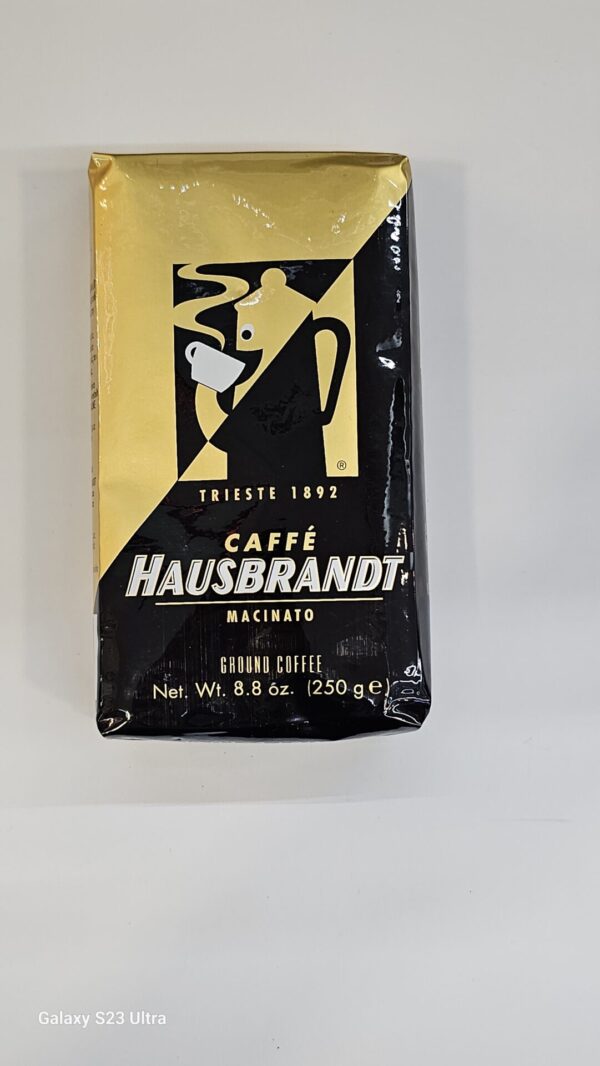 ®
TRIESTE 1892
CAFFÉ
HAUSBRANDT
MACINATO
GROUND COFFEE
Net. Wt. 8.8 oz. (250 g e)
Galaxy S23 Ultra